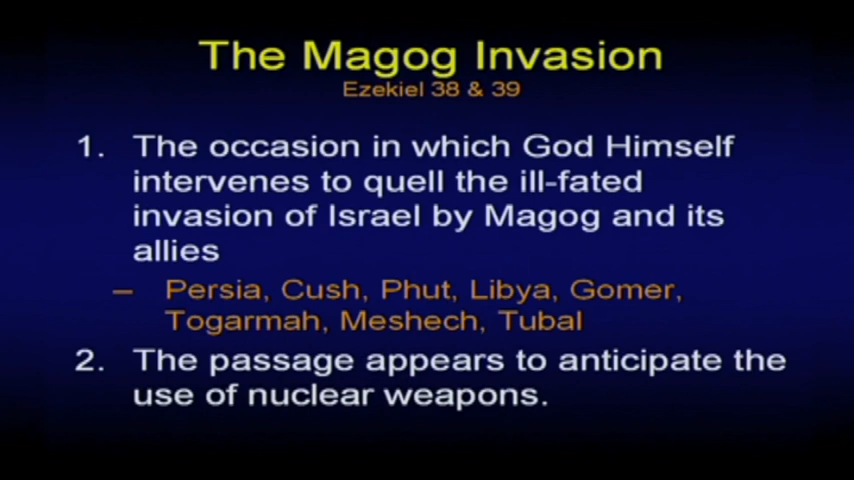 The Magog Invasion
Ezekiel 38 & 39
1. The occasion in which God Himself
intervenes to quell the ill-fated
invasion of Israel by Magog and its
allies
– Persia, Cush, Phut, Libya, Gomer,
Togarmah, Meshech, Tubal
2. The passage appears to anticipate the
use of nuclear weapons.